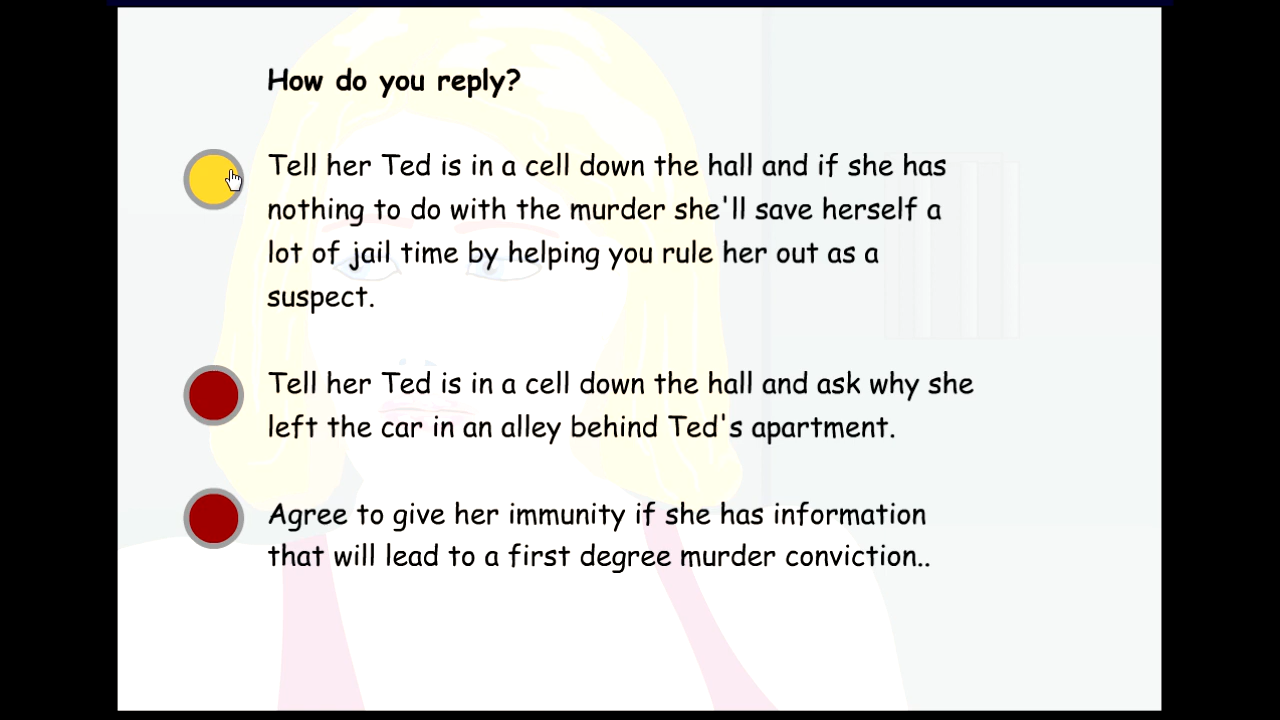 How do you reply?
Tell her Ted is in a cell down the hall and if she has
nothing to do with the murder she'll save herself a
lot of jail time by helping you rule her out as a
suspect.
Tell her Ted is in a cell down the hall and ask why she
left the car in an alley behind Ted's apartment.
Agree to give her immunity if she has information
that will lead to a first degree murder conviction..